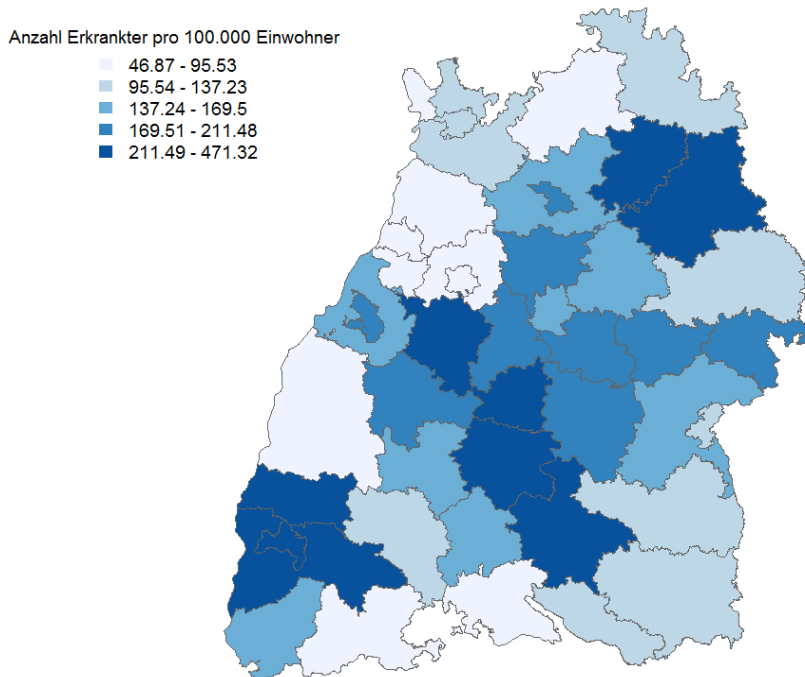 Anzahl Erkrankter pro 100.000 Einwohner
46.87 - 95.53
95.54 - 137.23
137.24 - 169.5
169.51 - 211.48
211.49 - 471.32